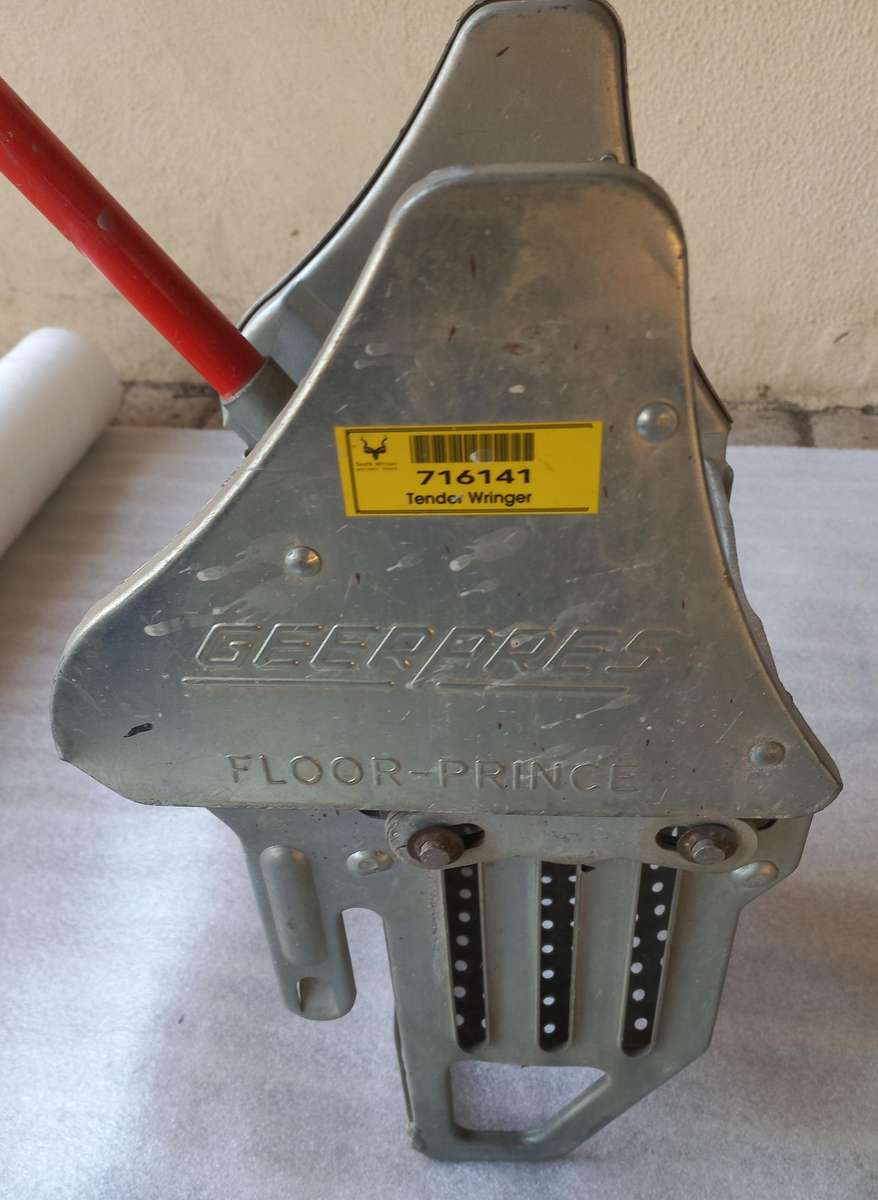 South African
716141
Tender Wringer
GEERPRES
FLOOR-PRINCE